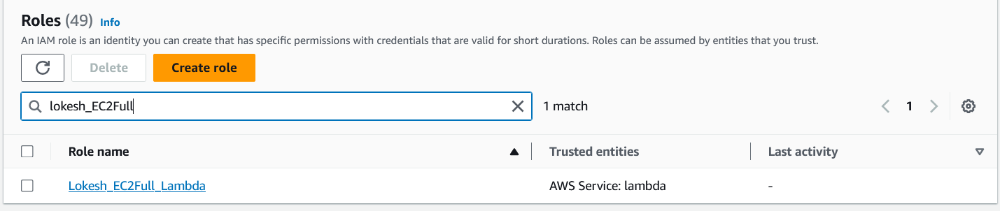 Roles (49) Info
An IAM role is an identity you can create that has specific permissions with credentials that are valid for short durations. Roles can be assumed by entities that you trust.
Delete Create role
lokesh_EC2Full 1 match 1
Role name Trusted entities Last activity
Lokesh_EC2Full_Lambda AWS Service: lambda -